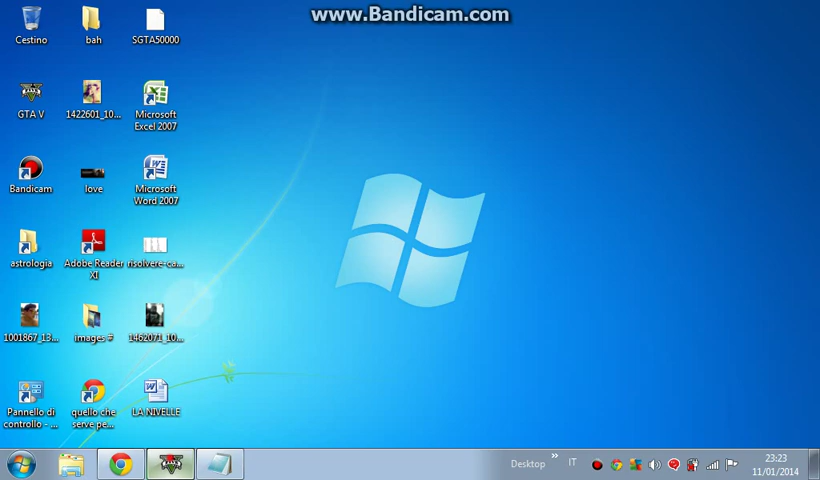 www.Bandicam.com
Cestino
bah
SGTA50000
GTA V
1422601_10...
Microsoft
Excel 2007
Bandicam
love
Microsoft
Word 2007
astrologia
Adobe Reader
XI
risolvere-ca...
1001867_13...
images #
1462071_10...
Pannello di
controllo - ...
quello che
serve pe...
LA NIVELLE
Desktop
»
IT
23:23
11/01/2014